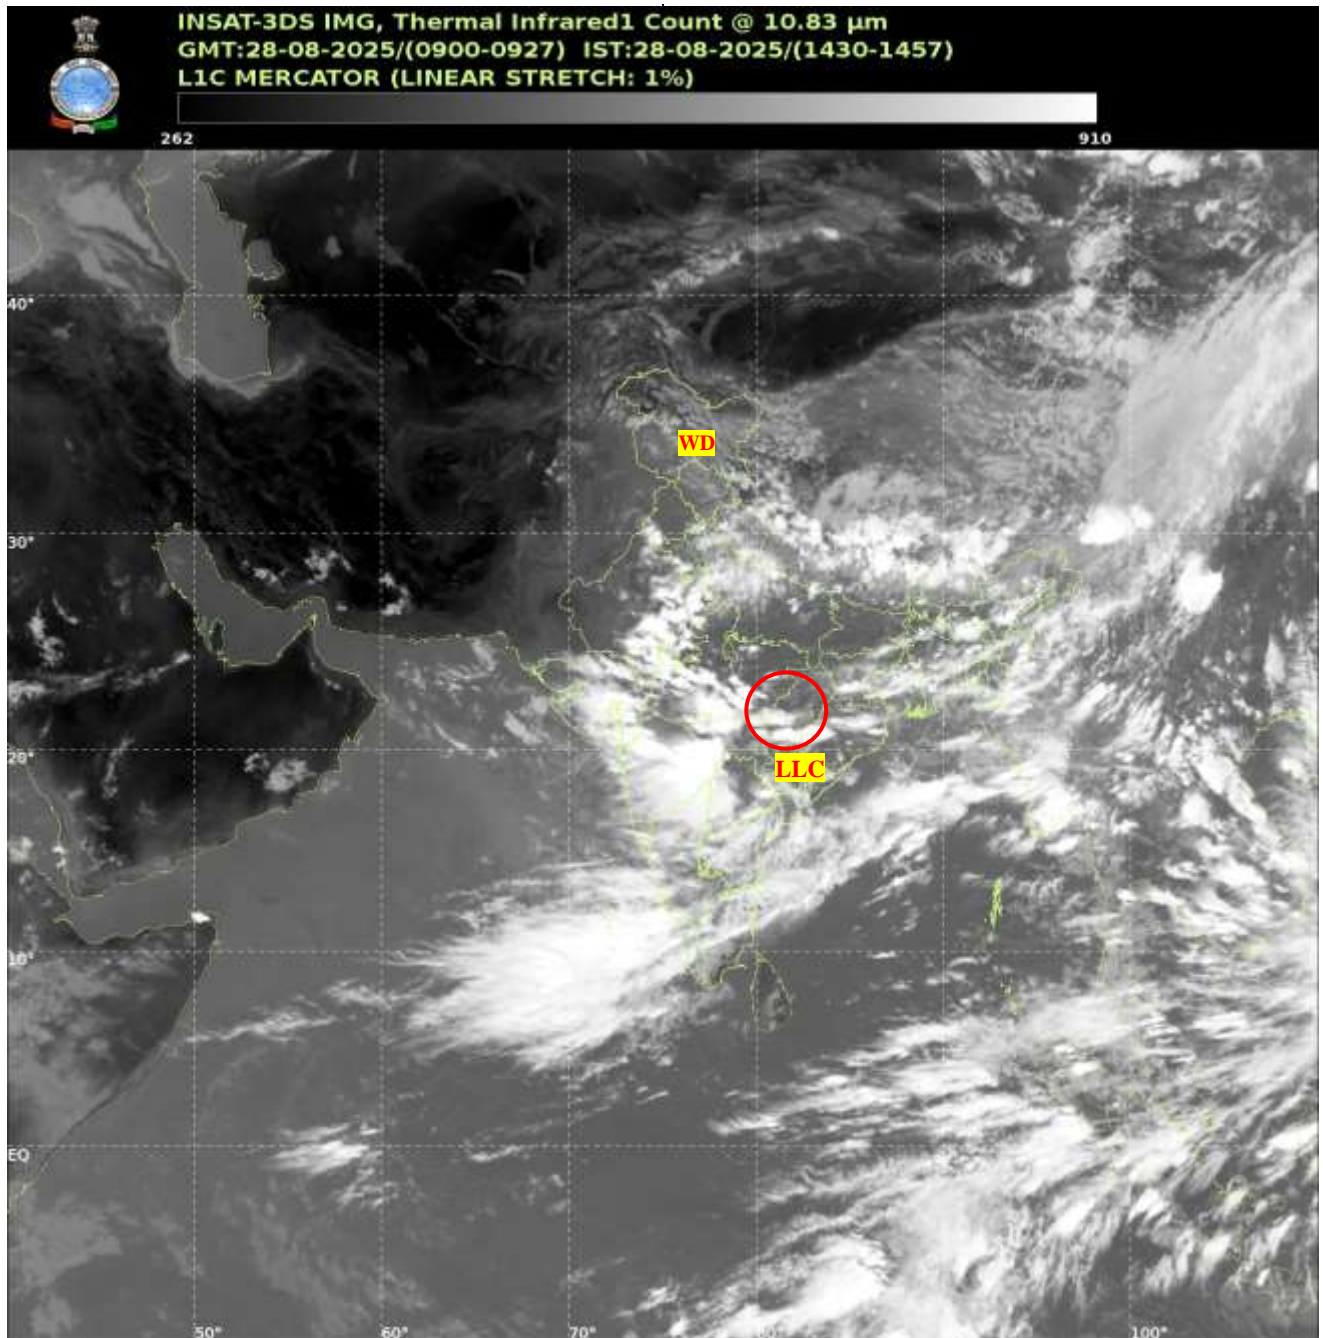 INSAT-3DS IMG, Thermal Infrared1 Count @ 10.83 µm
GMT:28-08-2025/(0900-0927) IST:28-08-2025/(1430-1457)
L1C MERCATOR (LINEAR STRETCH: 1%)
262 910
40°
WD
30°
20°
LLC
10°
EQ
50° 60° 70° 100°